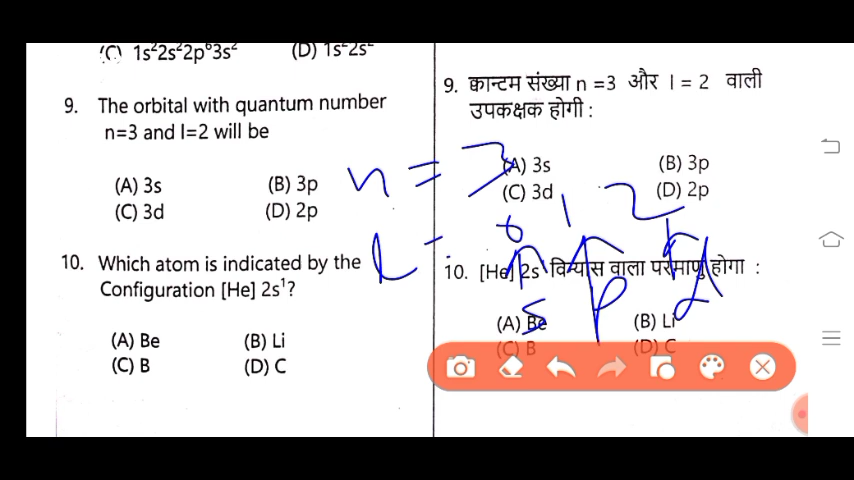 (C) 1s²2s²2p⁶3s² (D) 1s²2s²
9. The orbital with quantum number
n=3 and l=2 will be
(A) 3s (B) 3p
(C) 3d (D) 2p
10. Which atom is indicated by the
Configuration [He] 2s¹?
(A) Be (B) Li
(C) B (D) C
9. क्वान्टम संख्या n =3 और l = 2 वाली
उपकक्षक होगी :
(A) 3s (B) 3p
(C) 3d (D) 2p
10. [He] 2s¹ विन्यास वाला परमाणु होगा :
(A) Be (B) Li
(C) B (D) C
n = 3
l = 0 1 2
s p d